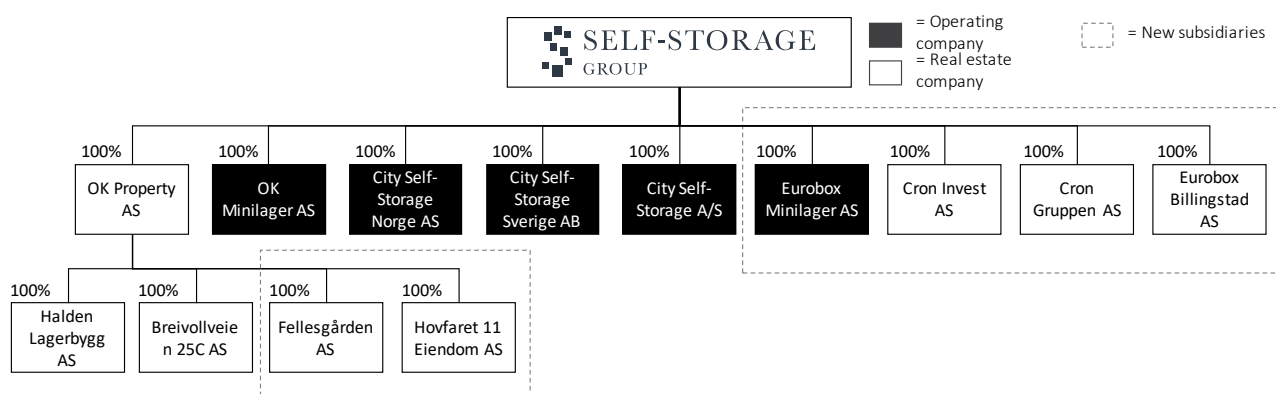 SELF-STORAGE
GROUP
= Operating
company
= Real estate
company
= New subsidiaries
100%
100%
100%
100%
100%
100%
100%
100%
100%
OK Property
AS
OK
Minilager AS
City Self-
Storage
Norge AS
City Self-
Storage
Sverige AB
City Self-
Storage A/S
Eurobox
Minilager AS
Cron Invest
AS
Cron
Gruppen AS
Eurobox
Billingstad
AS
100%
100%
100%
100%
Halden
Lagerbygg
AS
Breivollveie
n 25C AS
Fellesgården
AS
Hovfaret 11
Eiendom AS